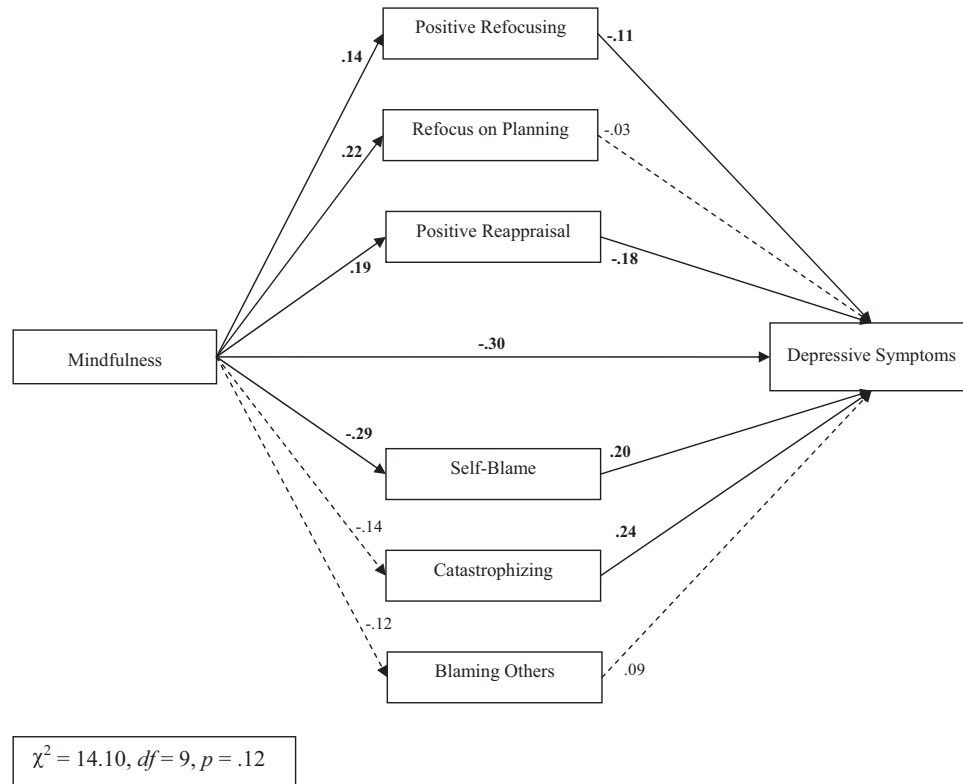 Positive Refocusing
-.11
.14
Refocus on Planning
-.03
.22
Positive Reappraisal
.19
-.18
Mindfulness
-.30
Depressive Symptoms
-.29
Self-Blame
.20
-.14
Catastrophizing
.24
-.12
Blaming Others
.09
χ² = 14.10, df = 9, p = .12